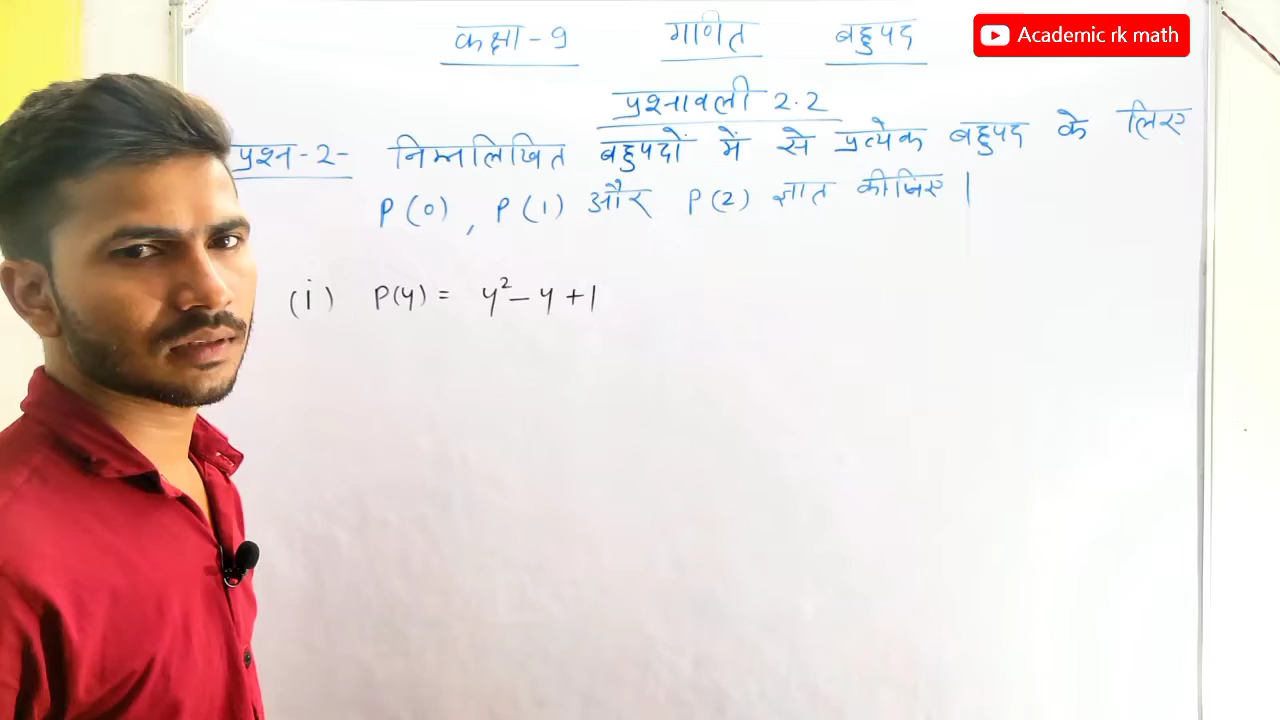 कक्षा-9 गणित बहुपद
Academic rk math
प्रश्नावली 2.2
प्रश्न-2- निम्नलिखित बहुपदों में से प्रत्येक बहुपद के लिए
P(0), P(1) और P(2) ज्ञात कीजिए |
(i) P(y) = y² - y + 1